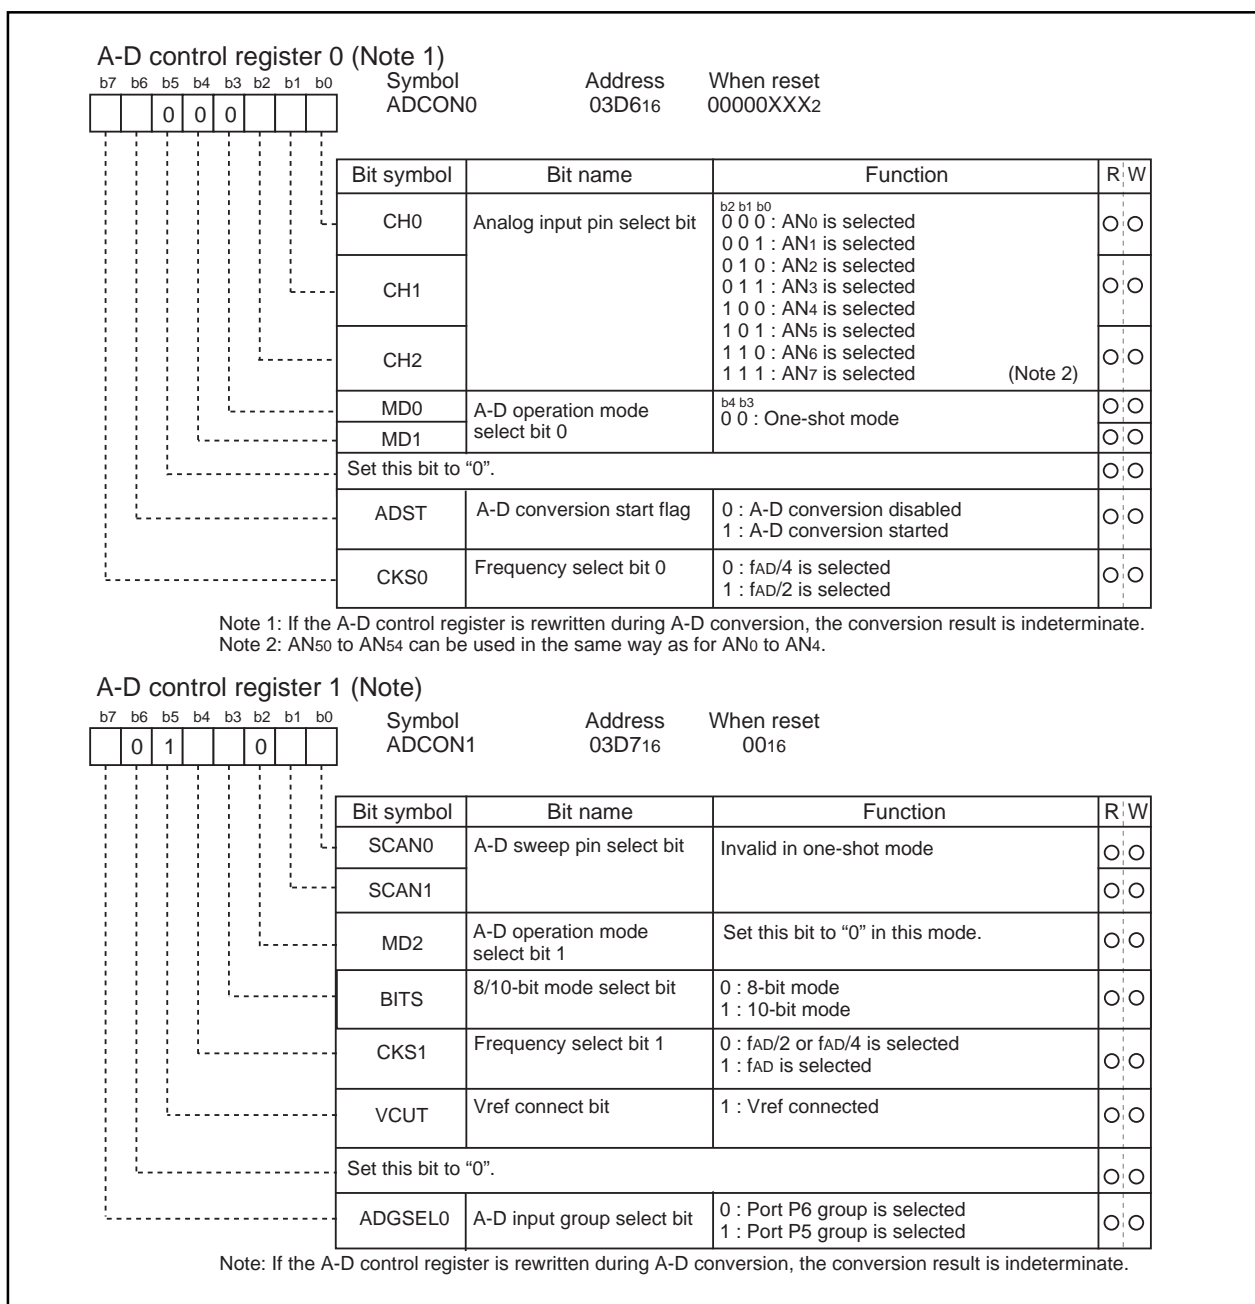 A-D control register 0 (Note 1)
b7 b6 b5 b4 b3 b2 b1 b0
0 0 0
Symbol Address When reset
ADCON0 03D616 00000XXX2
Bit symbol Bit name Function R W
CH0 Analog input pin select bit
b2 b1 b0
0 0 0 : AN0 is selected
0 0 1 : AN1 is selected
0 1 0 : AN2 is selected
CH1
0 1 1 : AN3 is selected
1 0 0 : AN4 is selected
1 0 1 : AN5 is selected
CH2
1 1 0 : AN6 is selected
1 1 1 : AN7 is selected (Note 2)
MD0 A-D operation mode
select bit 0
MD1
b4 b3
0 0 : One-shot mode
Set this bit to “0”.
ADST A-D conversion start flag
0 : A-D conversion disabled
1 : A-D conversion started
CKS0 Frequency select bit 0
0 : fAD/4 is selected
1 : fAD/2 is selected
Note 1: If the A-D control register is rewritten during A-D conversion, the conversion result is indeterminate.
Note 2: AN50 to AN54 can be used in the same way as for AN0 to AN4.
A-D control register 1 (Note)
b7 b6 b5 b4 b3 b2 b1 b0
0 1 0
Symbol Address When reset
ADCON1 03D716 0016
Bit symbol Bit name Function R W
SCAN0 A-D sweep pin select bit Invalid in one-shot mode
SCAN1
MD2 A-D operation mode
select bit 1
Set this bit to “0” in this mode.
BITS 8/10-bit mode select bit
0 : 8-bit mode
1 : 10-bit mode
CKS1 Frequency select bit 1
0 : fAD/2 or fAD/4 is selected
1 : fAD is selected
VCUT Vref connect bit 1 : Vref connected
Set this bit to “0”.
ADGSEL0 A-D input group select bit
0 : Port P6 group is selected
1 : Port P5 group is selected
Note: If the A-D control register is rewritten during A-D conversion, the conversion result is indeterminate.